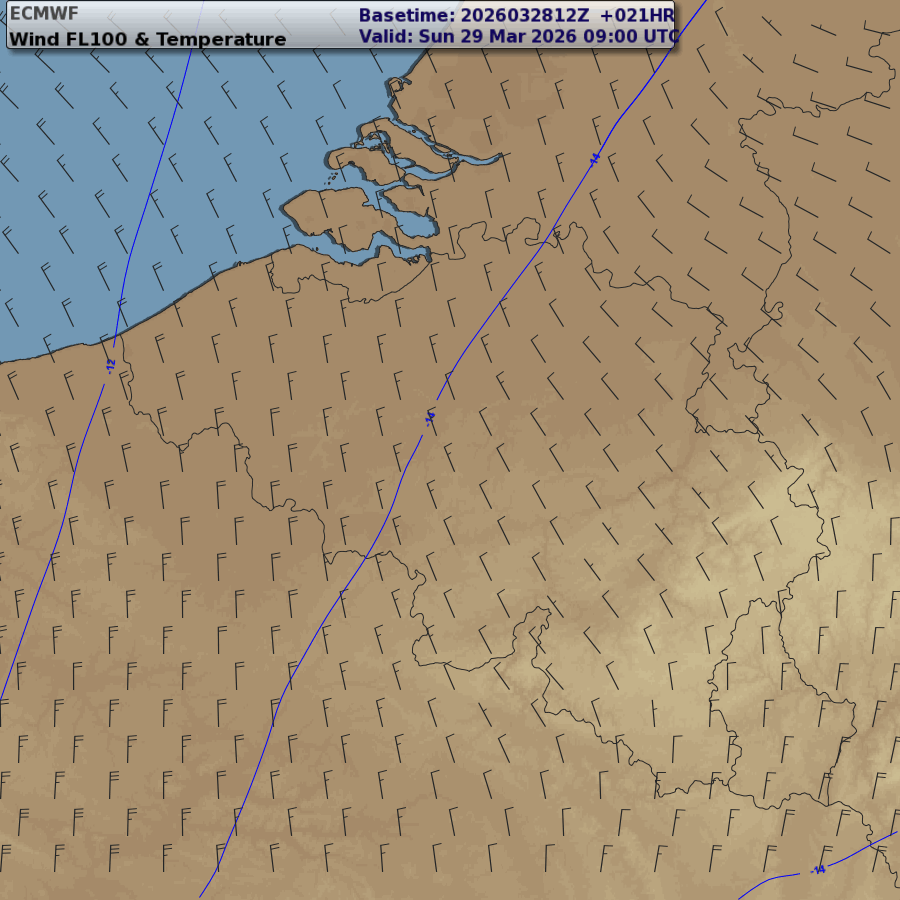 ECMWF
Basetime: 2026032812Z +021HR
Wind FL100 & Temperature
Valid: Sun 29 Mar 2026 09:00 UTC
-14
-12
-14
-14